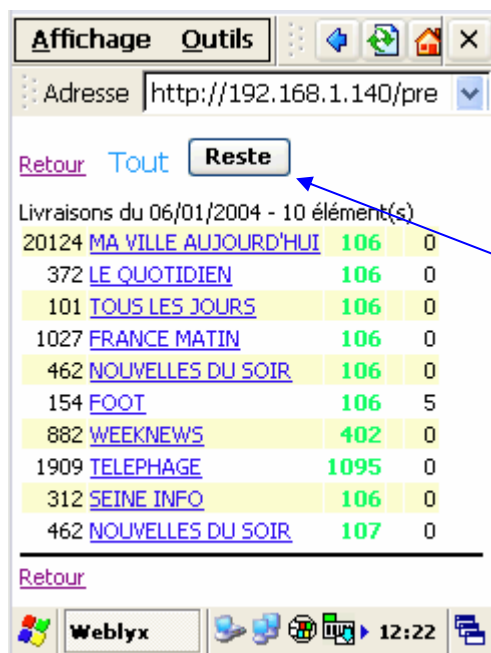 Affichage Outils
Adresse http://192.168.1.140/pre
Retour Tout Reste
Livraisons du 06/01/2004 - 10 élément(s)
20124 MA VILLE AUJOURD'HUI 106 0
372 LE QUOTIDIEN 106 0
101 TOUS LES JOURS 106 0
1027 FRANCE MATIN 106 0
462 NOUVELLES DU SOIR 106 0
154 FOOT 106 5
882 WEEKNEWS 402 0
1909 TELEPHAGE 1095 0
312 SEINE INFO 106 0
462 NOUVELLES DU SOIR 107 0
Retour
Weblyx 12:22